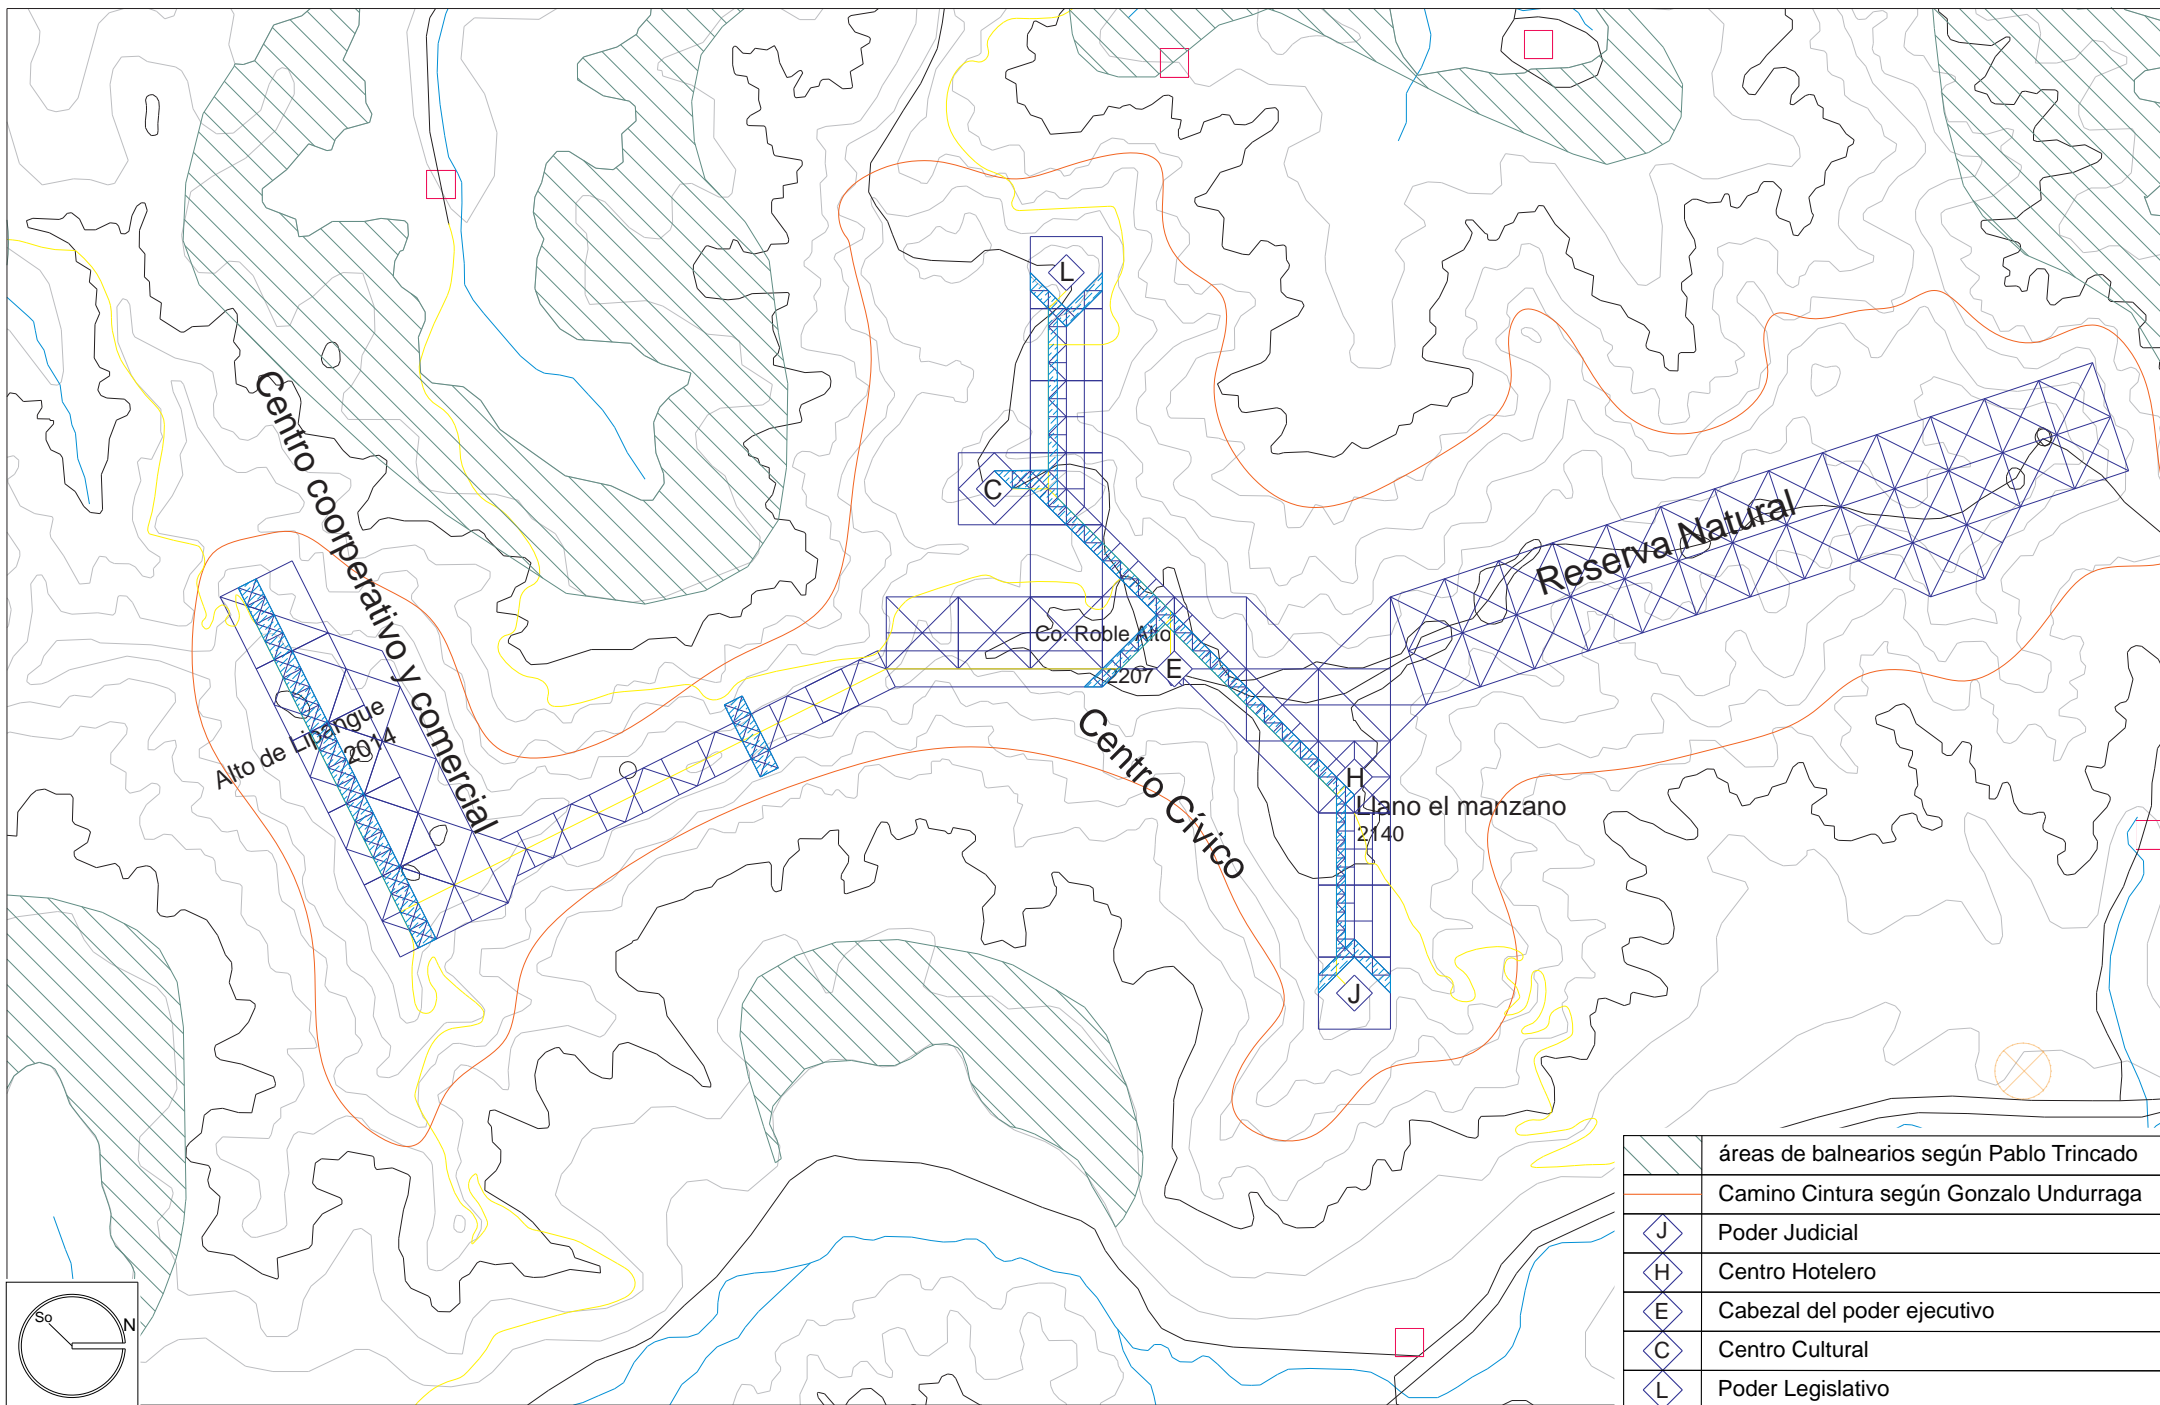 L
C
Centro coorperativo y comercial
Reserva Natural
Co. Roble Alto
2207
E
Alto de Lipangue
2014
Centro Cívico
H
Llano el manzano
2140
J
So
N
áreas de balnearios según Pablo Trincado
Camino Cintura según Gonzalo Undurraga
J Poder Judicial
H Centro Hotelero
E Cabezal del poder ejecutivo
C Centro Cultural
L Poder Legislativo